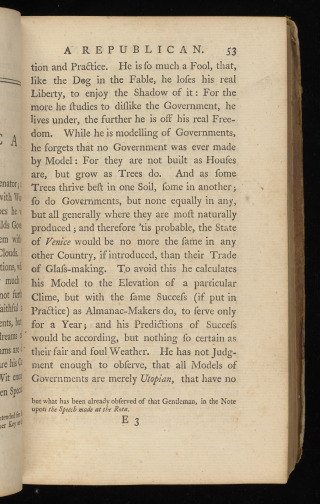 A REPUBLICAN. 53
tion and Practice. He is ſo much a Fool, that,
like the Dog in the Fable, he loſes his real
Liberty, to enjoy the Shadow of it: For the
more he ſtudies to diſlike the Government, he
lives under, the further he is off his real Free-
dom. While he is modelling of Governments,
he forgets that no Government was ever made
by Model: For they are not built as Houſes
are, but grow as Trees do. And as ſome
Trees thrive beſt in one Soil, ſome in another;
ſo do Governments, but none equally in any,
but all generally where they are moſt naturally
produced; and therefore 'tis probable, the State
of Venice would be no more the ſame in any
other Country, if introduced, than their Trade
of Glaſs-making. To avoid this he calculates
his Model to the Elevation of a particular
Clime, but with the ſame Succeſs (if put in
Practice) as Almanac-Makers do, to ſerve only
for a Year; and his Predictions of Succeſs
would be according, but nothing ſo certain as
their fair and foul Weather. He has not Judg-
ment enough to obſerve, that all Models of
Governments are merely Utopian, that have no
but what has been already obſerved of that Gentleman, in the Note
upon the Speech made at the Rota.
E 3